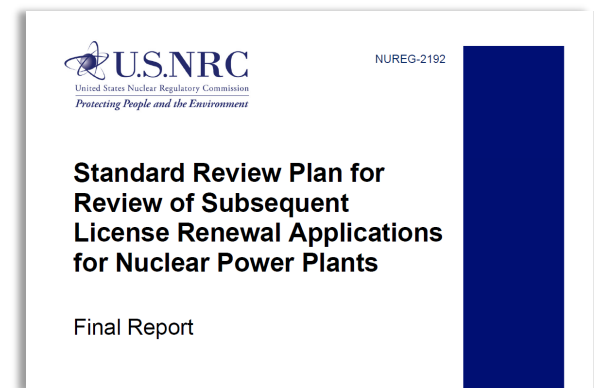 U.S.NRC
United States Nuclear Regulatory Commission
Protecting People and the Environment
NUREG-2192
Standard Review Plan for
Review of Subsequent
License Renewal Applications
for Nuclear Power Plants
Final Report